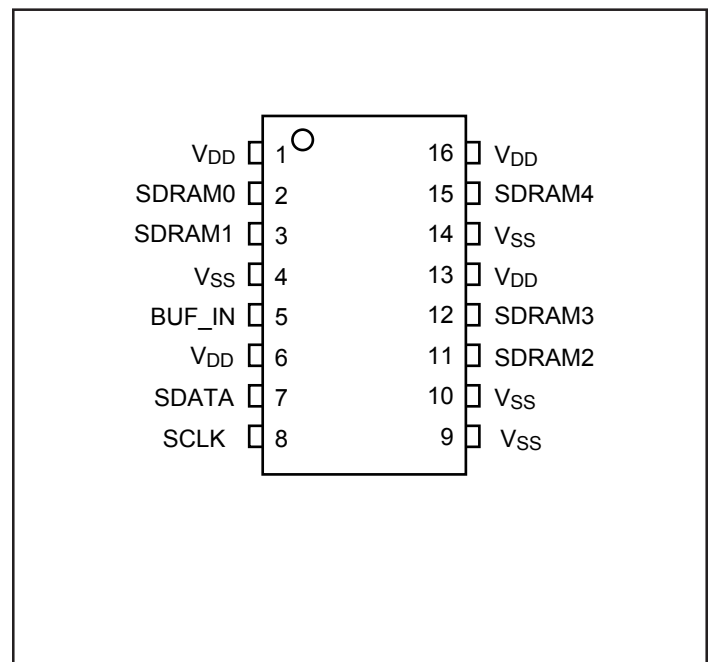 VDD 1 16 VDD
SDRAM0 2 15 SDRAM4
SDRAM1 3 14 VSS
VSS 4 13 VDD
BUF_IN 5 12 SDRAM3
VDD 6 11 SDRAM2
SDATA 7 10 VSS
SCLK 8 9 VSS